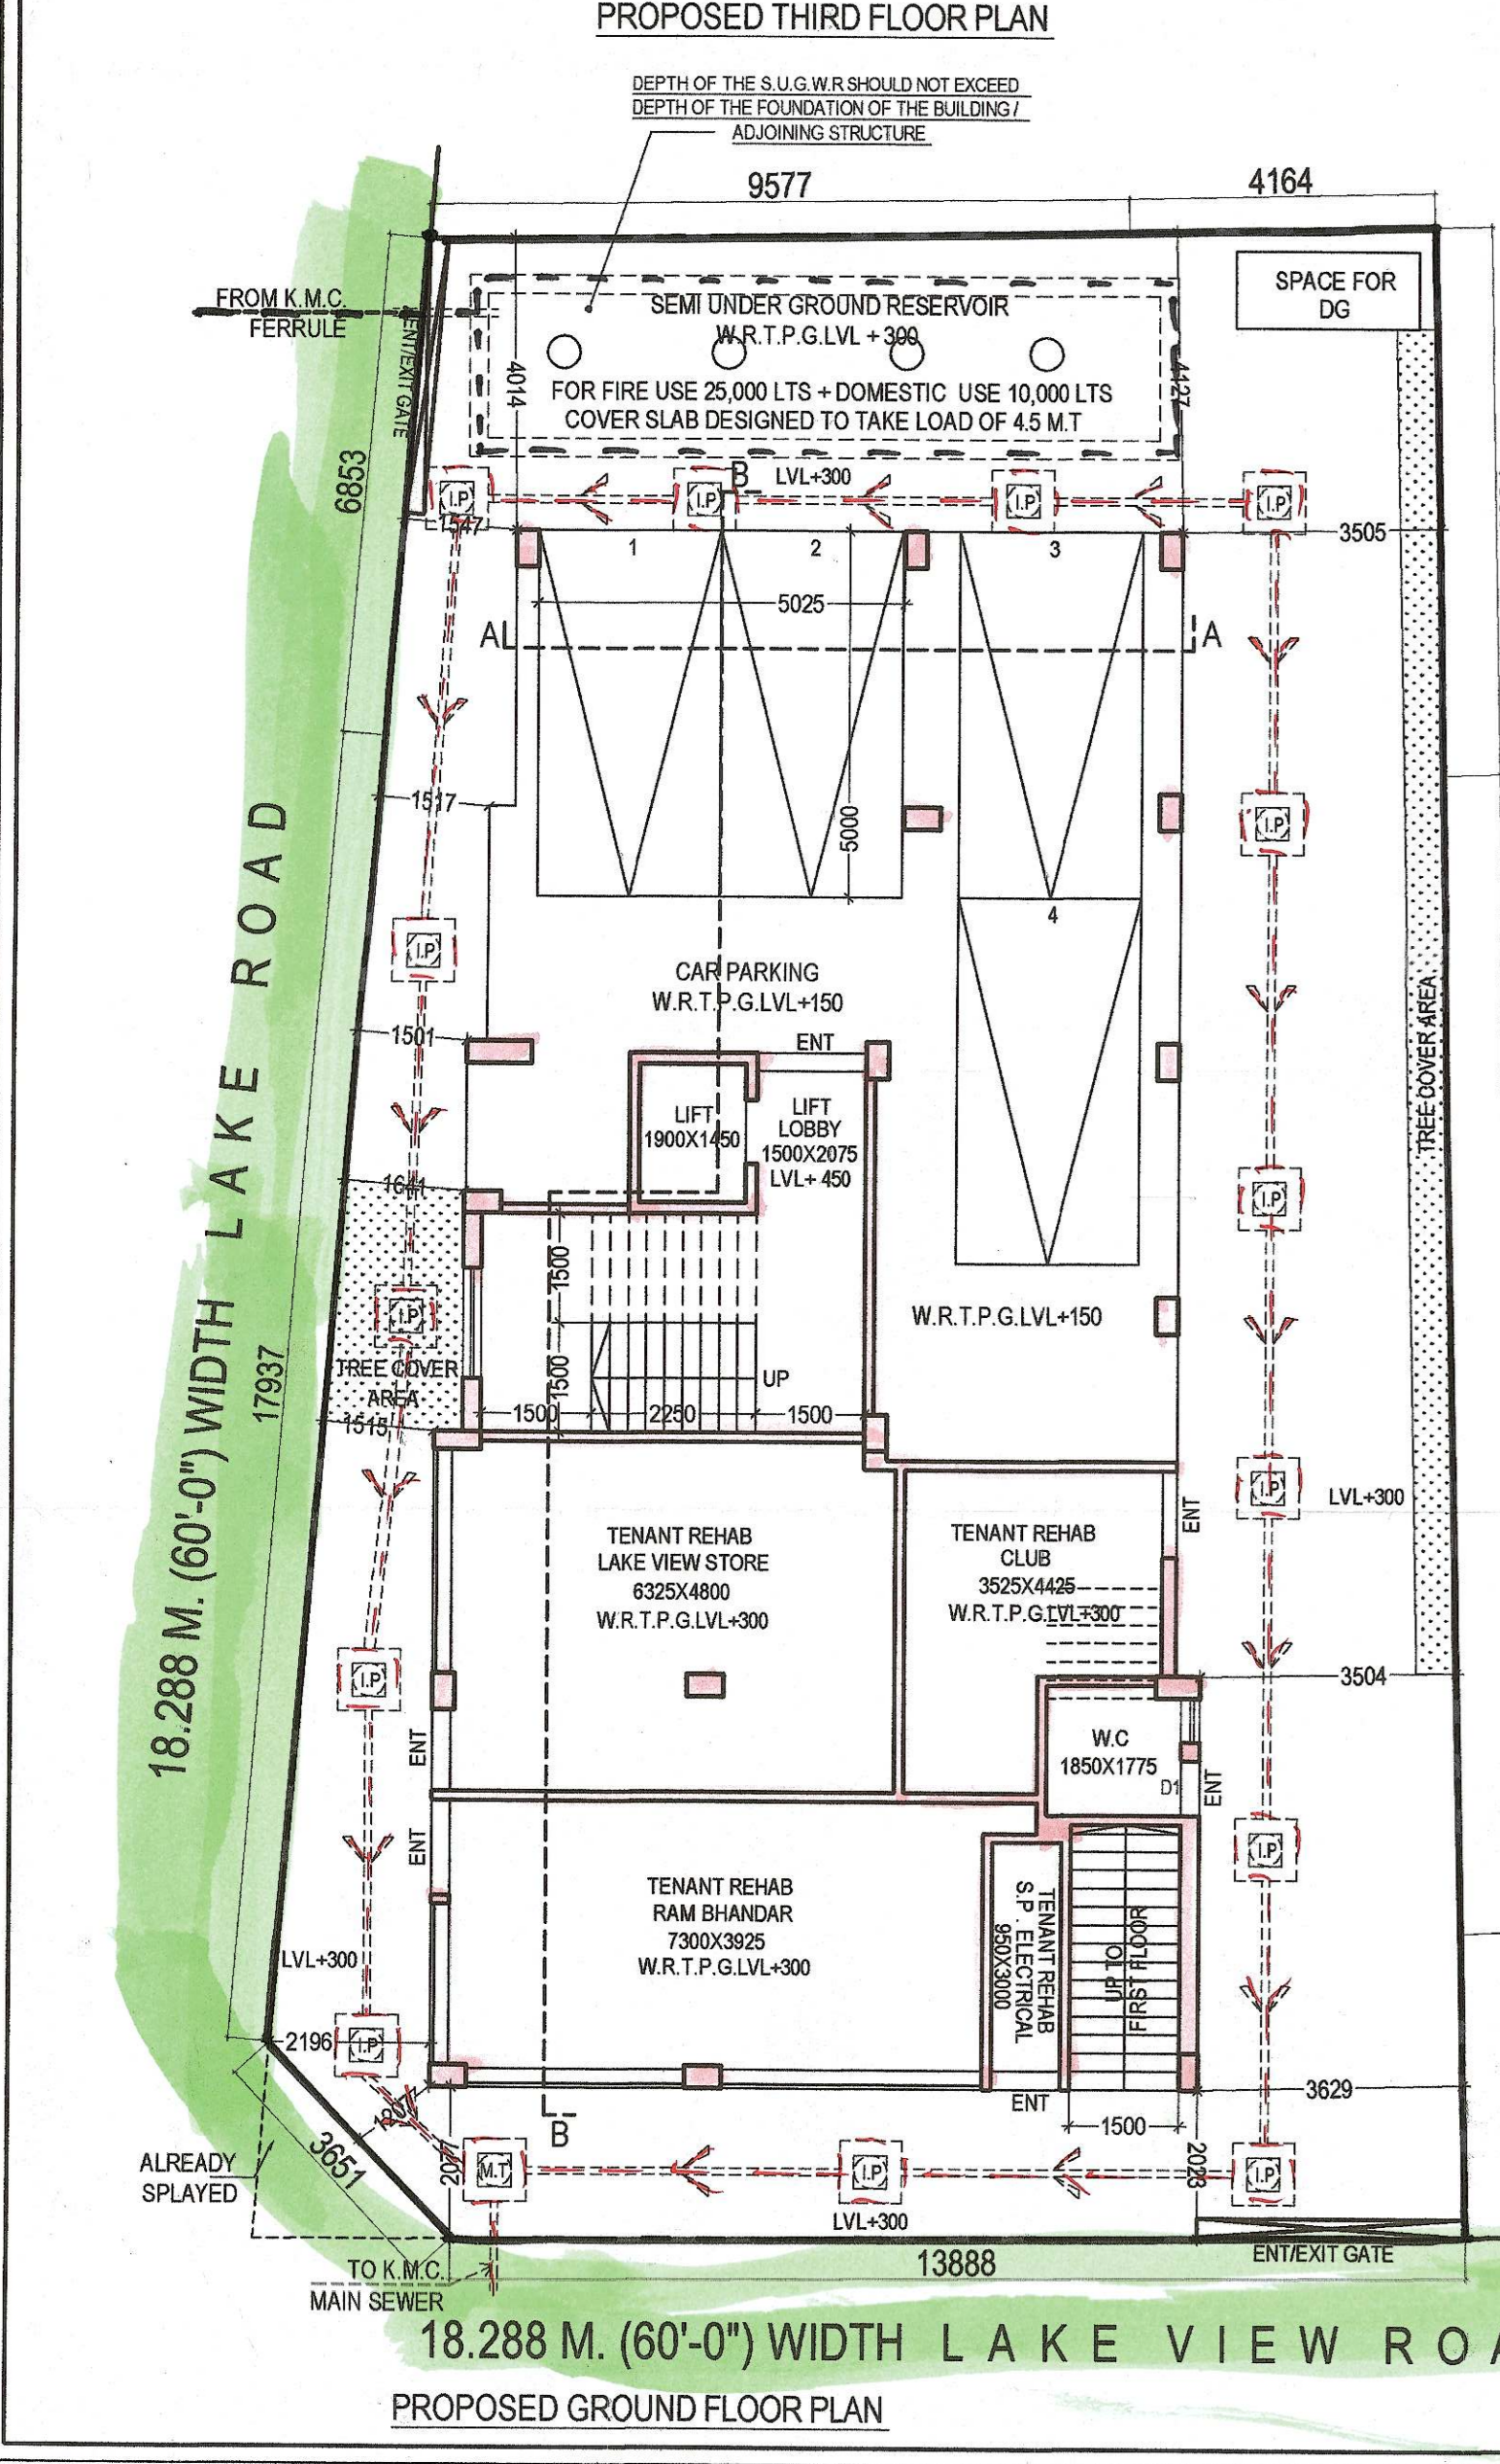 PROPOSED THIRD FLOOR PLAN
DEPTH OF THE S.U.G.W.R SHOULD NOT EXCEED
DEPTH OF THE FOUNDATION OF THE BUILDING /
ADJOINING STRUCTURE
9577
4164
FROM K.M.C.
FERRULE
ENT/EXIT GATE
SEMI UNDER GROUND RESERVOIR
W.R.T.P.G.LVL + 300
FOR FIRE USE 25,000 LTS + DOMESTIC USE 10,000 LTS
COVER SLAB DESIGNED TO TAKE LOAD OF 4.5 M.T
SPACE FOR
DG
4014
4127
6853
I.P
I.P
B
LVL+300
I.P
I.P
1547
3505
1
2
3
5025
A
A
1517
5000
I.P
I.P
4
CAR PARKING
W.R.T.P.G.LVL+150
1501
ENT
LIFT
1900X1450
LIFT
LOBBY
1500X2075
LVL+ 450
TREE COVER AREA
1641
I.P
1500
I.P
W.R.T.P.G.LVL+150
TREE COVER
AREA
1500
UP
1515
1500
2250
1500
17937
18.288 M. (60'-0") WIDTH LAKE ROAD
I.P
LVL+300
ENT
TENANT REHAB
LAKE VIEW STORE
6325X4800
W.R.T.P.G.LVL+300
TENANT REHAB
CLUB
3525X4425
W.R.T.P.G.LVL+300
I.P
3504
ENT
W.C
1850X1775
D1
ENT
ENT
I.P
TENANT REHAB
RAM BHANDAR
7300X3925
W.R.T.P.G.LVL+300
TENANT REHAB
S.P . ELECTRICAL
950X3000
UP TO
FIRST FLOOR
LVL+300
2196
I.P
ENT
3629
1500
B
ALREADY
SPLAYED
3651
M.T
I.P
2023
I.P
LVL+300
ENT/EXIT GATE
TO K.M.C.
MAIN SEWER
13888
18.288 M. (60'-0") WIDTH LAKE VIEW
PROPOSED GROUND FLOOR PLAN